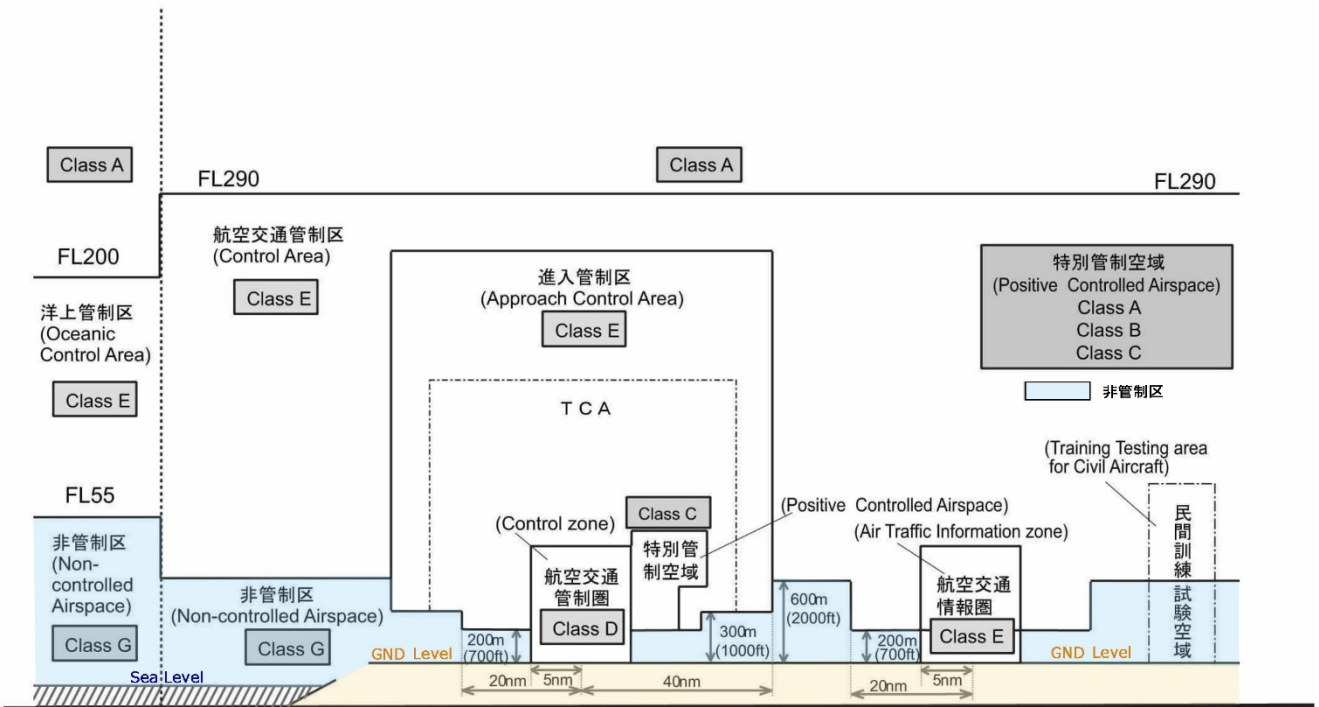 Class A
Class A
FL290
FL290
FL200
航空交通管制区
(Control Area)
Class E
進入管制区
(Approach Control Area)
Class E
特別管制空域
(Positive Controlled Airspace)
Class A
Class B
Class C
非管制区
洋上管制区
(Oceanic
Control Area)
Class E
TCA
(Training Testing area
for Civil Aircraft)
FL55
Class C
(Positive Controlled Airspace)
(Control zone)
(Air Traffic Information zone)
特別管
制空域
航空交通
管制圏
Class D
航空交通
情報圏
Class E
民間訓練試験空域
非管制区
(Non-
controlled
Airspace)
Class G
非管制区
(Non-controlled Airspace)
Class G
200m
(700ft)
300m
(1000ft)
600m
(2000ft)
200m
(700ft)
GND Level
GND Level
Sea Level
20nm
5nm
40nm
20nm
5nm